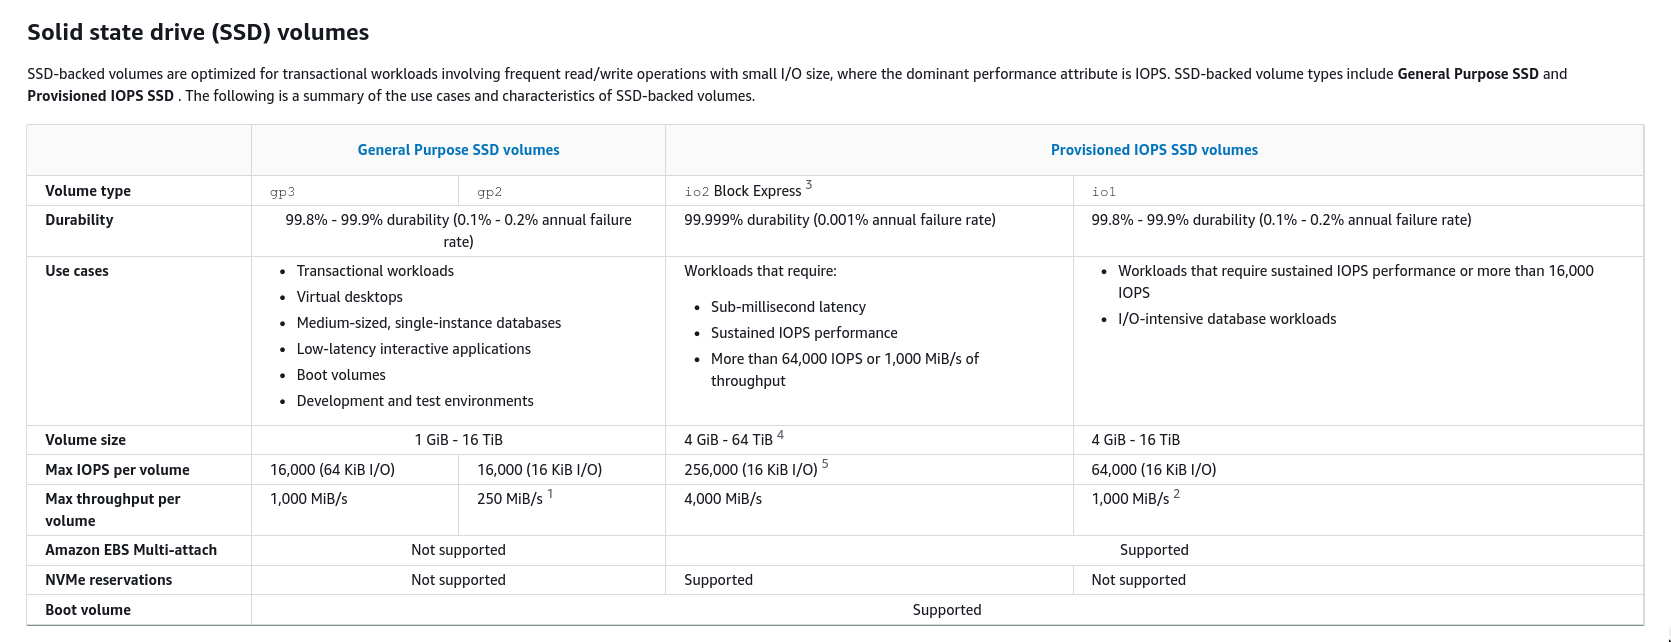 Solid state drive (SSD) volumes
SSD-backed volumes are optimized for transactional workloads involving frequent read/write operations with small I/O size, where the dominant performance attribute is IOPS. SSD-backed volume types include General Purpose SSD and
Provisioned IOPS SSD . The following is a summary of the use cases and characteristics of SSD-backed volumes.
General Purpose SSD volumes Provisioned IOPS SSD volumes
Volume type gp3 gp2 io2 Block Express 3 io1
Durability 99.8% - 99.9% durability (0.1% - 0.2% annual failure 99.999% durability (0.001% annual failure rate) 99.8% - 99.9% durability (0.1% - 0.2% annual failure rate)
rate)
Use cases
• Transactional workloads
• Virtual desktops
• Medium-sized, single-instance databases
• Low-latency interactive applications
• Boot volumes
• Development and test environments
Workloads that require:
• Sub-millisecond latency
• Sustained IOPS performance
• More than 64,000 IOPS or 1,000 MiB/s of
throughput
• Workloads that require sustained IOPS performance or more than 16,000
IOPS
• I/O-intensive database workloads
Volume size 1 GiB - 16 TiB 4 GiB - 64 TiB 4 4 GiB - 16 TiB
Max IOPS per volume 16,000 (64 KiB I/O) 16,000 (16 KiB I/O) 256,000 (16 KiB I/O) 5 64,000 (16 KiB I/O)
Max throughput per 1,000 MiB/s 250 MiB/s 1 4,000 MiB/s 1,000 MiB/s 2
volume
Amazon EBS Multi-attach Not supported Supported
NVMe reservations Not supported Supported Not supported
Boot volume Supported